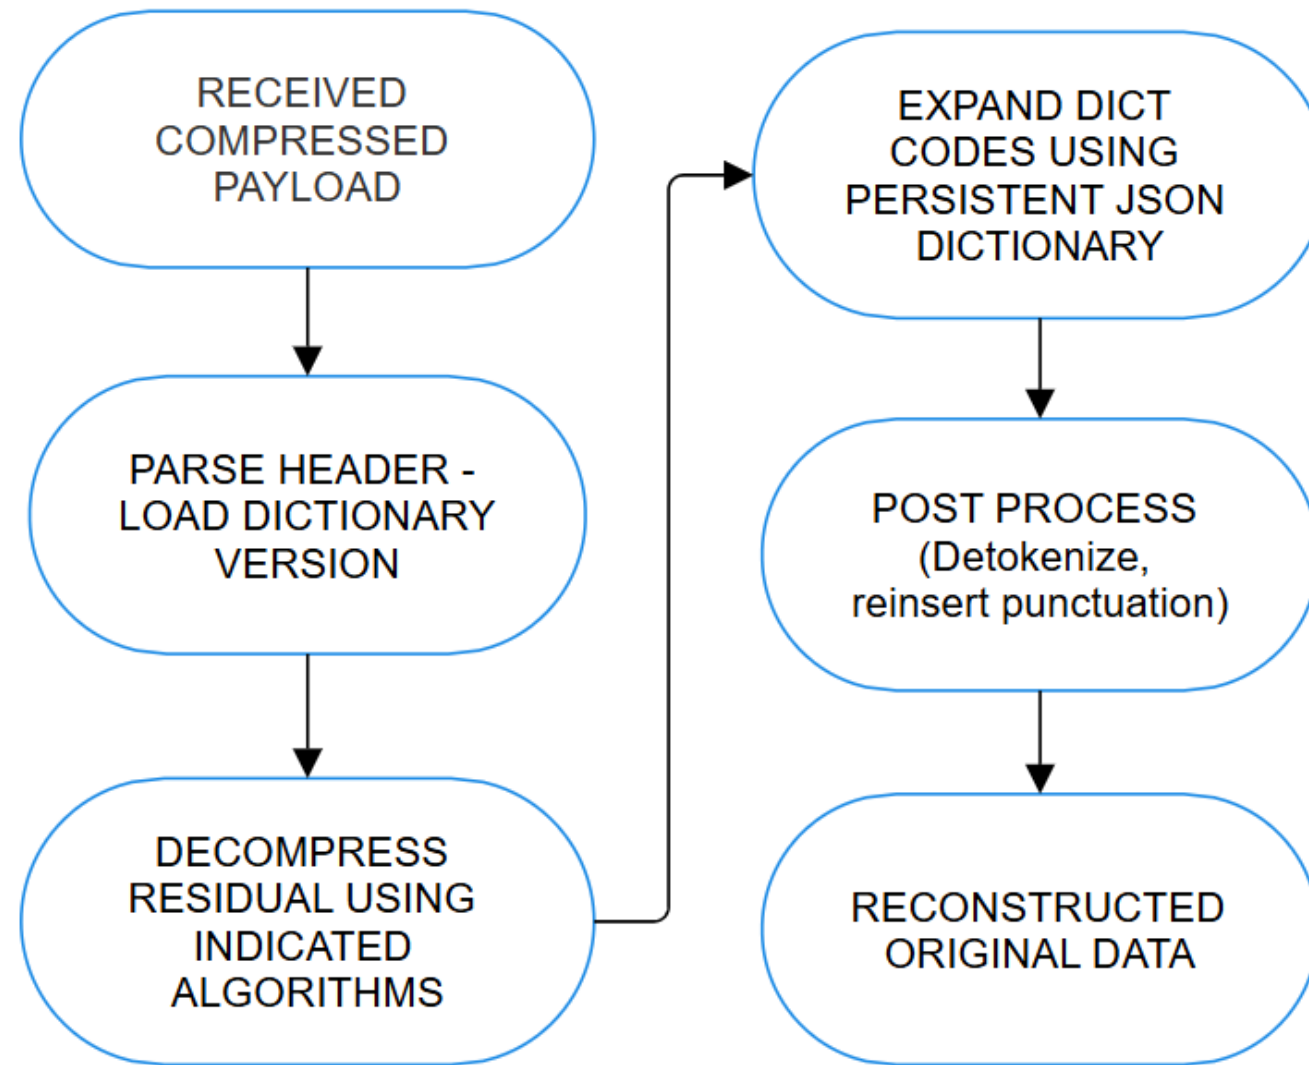 RECEIVED
COMPRESSED
PAYLOAD
PARSE HEADER -
LOAD DICTIONARY
VERSION
DECOMPRESS
RESIDUAL USING
INDICATED
ALGORITHMS
EXPAND DICT
CODES USING
PERSISTENT JSON
DICTIONARY
POST PROCESS
(Detokenize,
reinsert punctuation)
RECONSTRUCTED
ORIGINAL DATA